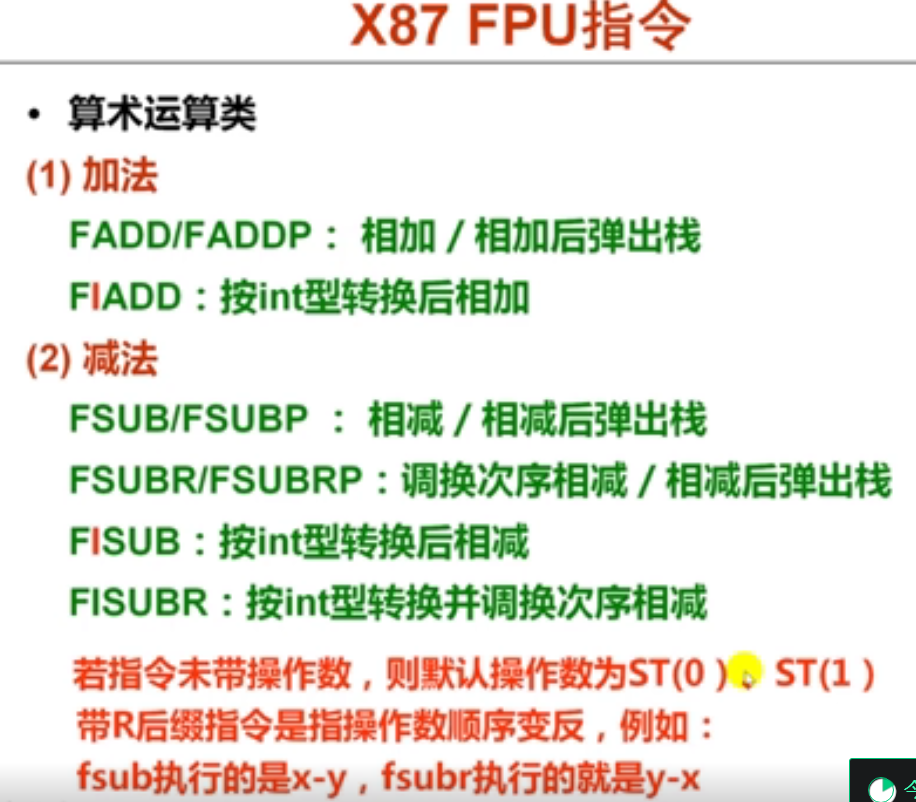 X87 FPU指令
• 算术运算类
(1) 加法
FADD/FADDP： 相加 / 相加后弹出栈
FIADD：按int型转换后相加
(2) 减法
FSUB/FSUBP ： 相减 / 相减后弹出栈
FSUBR/FSUBRP：调换次序相减 / 相减后弹出栈
FISUB：按int型转换后相减
FISUBR：按int型转换并调换次序相减
若指令未带操作数，则默认操作数为ST(0)、ST(1)
带R后缀指令是指操作数顺序变反，例如：
fsub执行的是x-y，fsubr执行的就是y-x